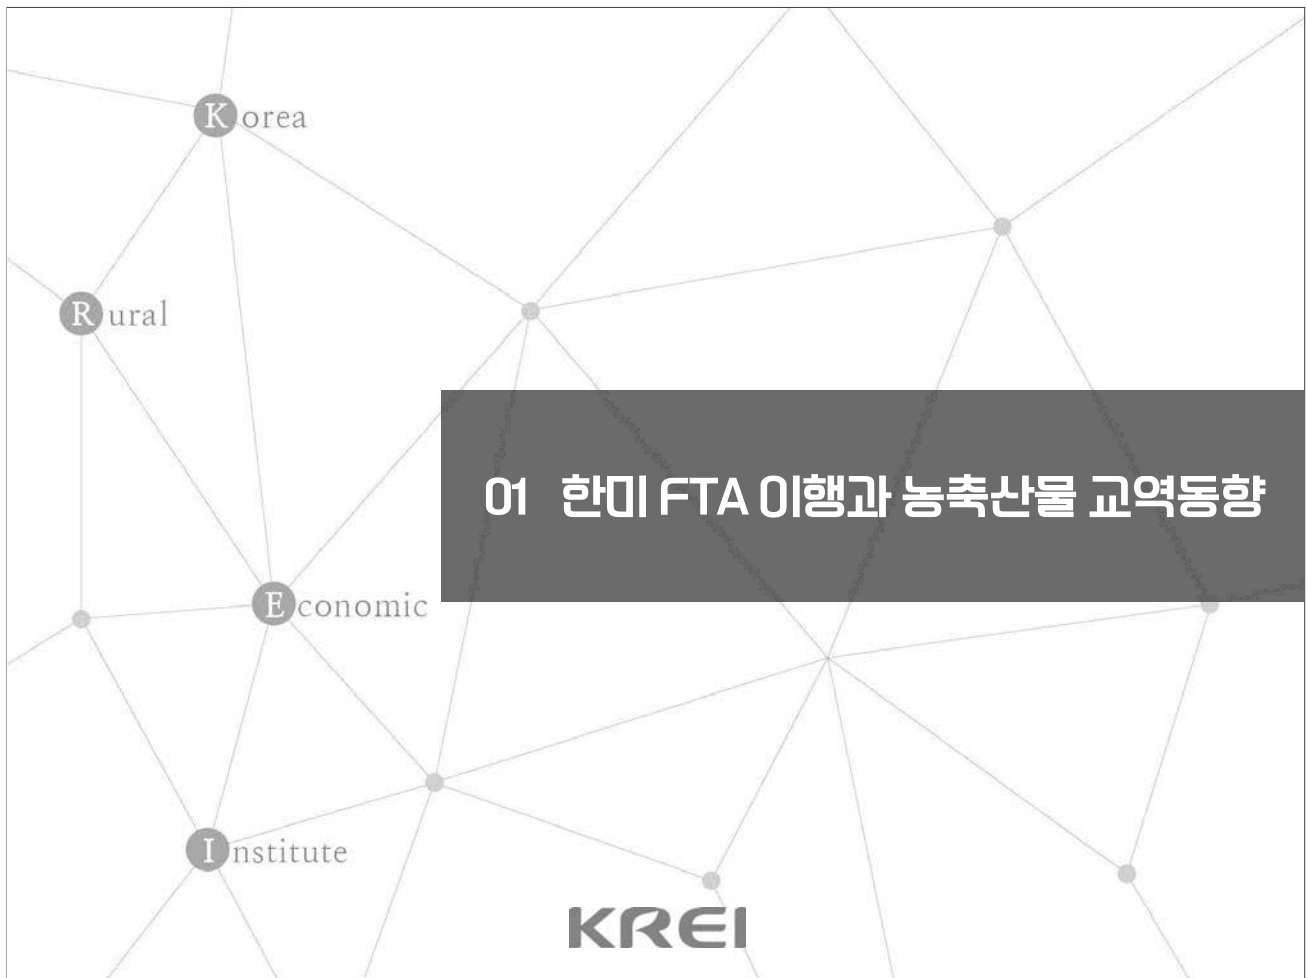 Korea
Rural
01 한미 FTA 이행과 농축산물 교역동향
Economic
Institute
KREI